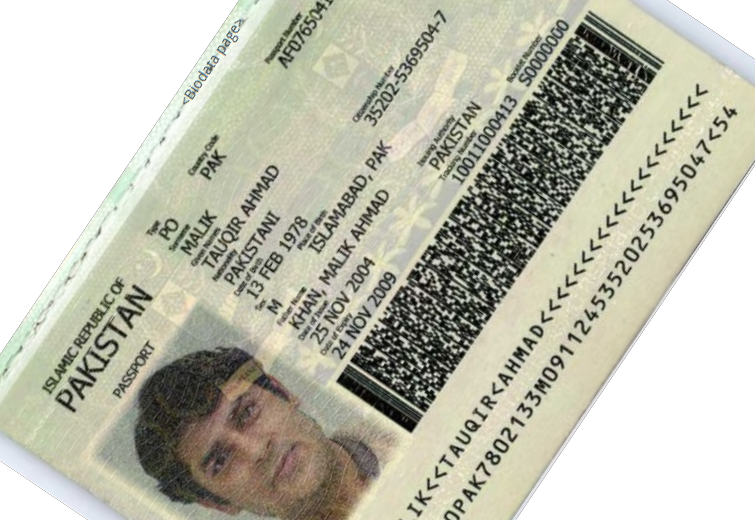 <Biodata page>
ISLAMIC REPUBLIC OF
PAKISTAN
PASSPORT
Type
PO
Country Code
PAK
Passport Number
AF076504
Surname
MALIK
Given Names
TAUQIR AHMAD
Nationality
PAKISTANI
Citizenship Number
35202-5369504-7
Date of Birth
13 FEB 1978
Sex
M
Place of Birth
ISLAMABAD, PAK
Father Name
KHAN, MALIK AHMAD
Date of Issue
25 NOV 2004
Issuing Authority
PAKISTAN
Date of Expiry
24 NOV 2009
Tracking Number
10011000413
Booklet Number
S0000000
IK<<TAUQIR<AHMAD<<<<<<<<<<<<<<<<<<<<<
0PAK7802133M09112453520253695047<54